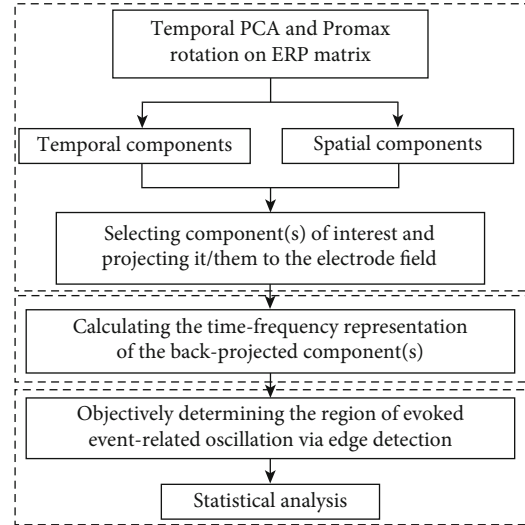 Temporal PCA and Promax
rotation on ERP matrix
Temporal components
Spatial components
Selecting component(s) of interest and
projecting it/them to the electrode field
Calculating the time-frequency representation
of the back-projected component(s)
Objectively determining the region of evoked
event-related oscillation via edge detection
Statistical analysis